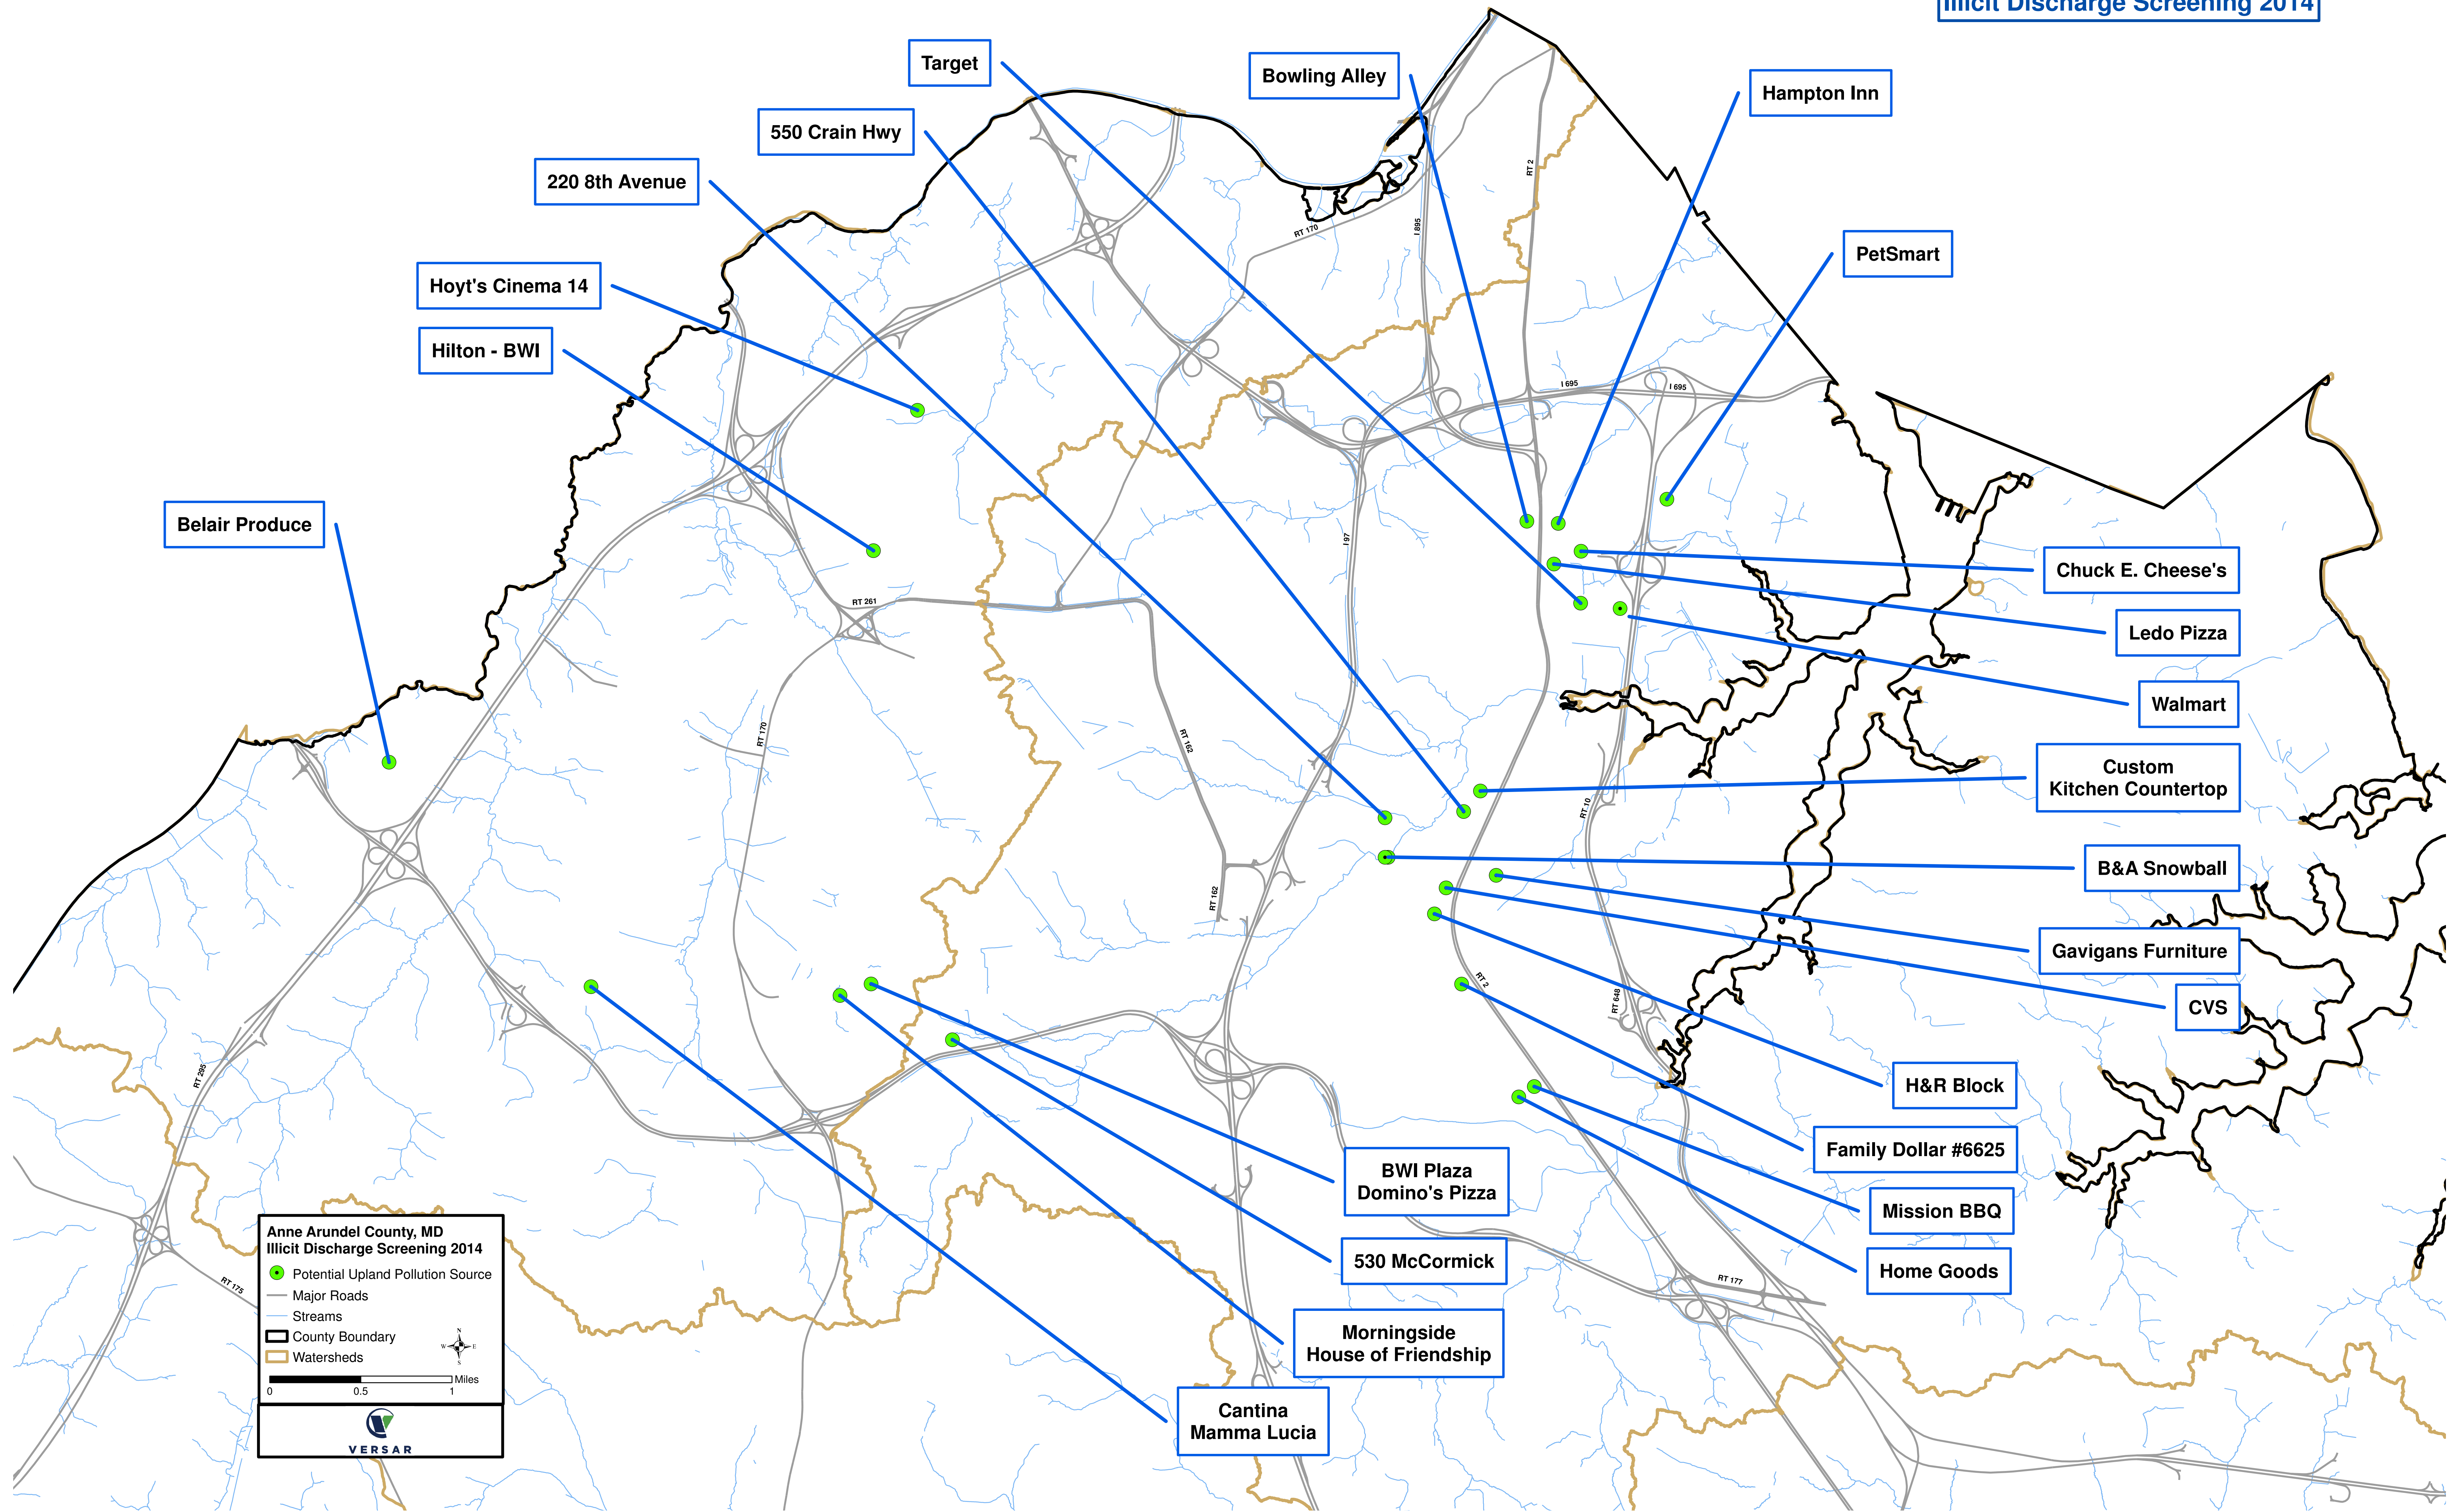 Illicit Discharge Screening 2014
Target
Bowling Alley
Hampton Inn
550 Crain Hwy
220 8th Avenue
RT 2
I 895
RT 170
PetSmart
Hoyt's Cinema 14
Hilton - BWI
I 695
I 695
Belair Produce
I 97
Chuck E. Cheese's
RT 261
Ledo Pizza
Walmart
RT 170
RT 162
Custom
Kitchen Countertop
RT 10
B&A Snowball
RT 162
Gavigans Furniture
RT 2
RT 648
CVS
RT 295
H&R Block
Family Dollar #6625
BWI Plaza
Domino's Pizza
Mission BBQ
530 McCormick
Home Goods
RT 177
RT 175
Morningside
House of Friendship
Cantina
Mamma Lucia
Anne Arundel County, MD
Illicit Discharge Screening 2014
Potential Upland Pollution Source
Major Roads
Streams
County Boundary
Watersheds
N
W E
S
Miles
0 0.5 1
VERSAR